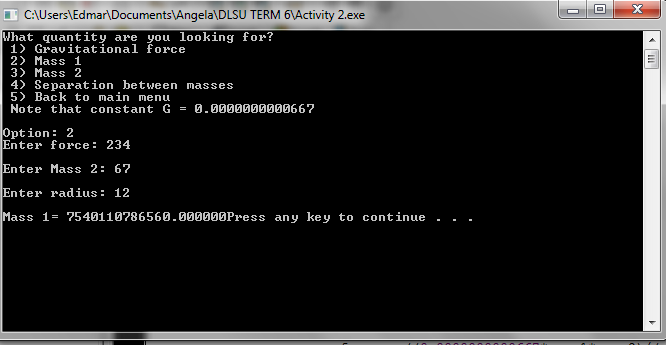 C:\Users\Edmar\Documents\Angela\DLSU TERM 6\Activity 2.exe
What quantity are you looking for?
1) Gravitational force
2) Mass 1
3) Mass 2
4) Separation between masses
5) Back to main menu
Note that constant G = 0.0000000000667
Option: 2
Enter force: 234
Enter Mass 2: 67
Enter radius: 12
Mass 1= 7540110786560.000000Press any key to continue . . .